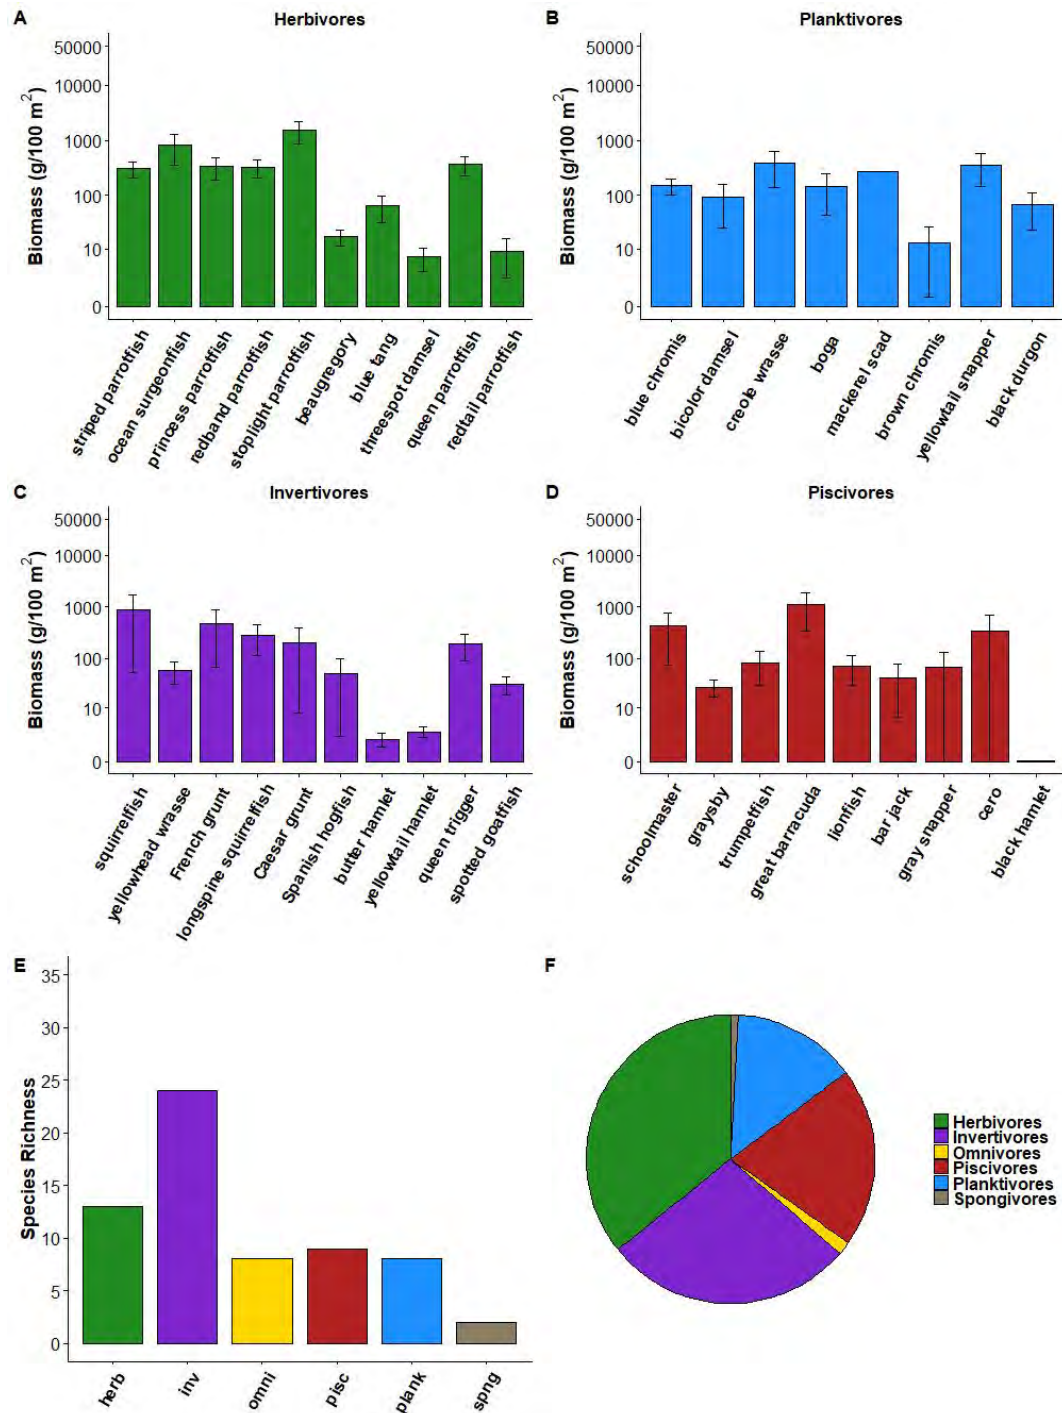 A
Herbivores
Biomass (g/100 m²)
50000
10000
1000
100
10
0
striped parrotfish
ocean surgeonfish
princess parrotfish
redband parrotfish
stoplight parrotfish
beaugregory
blue tang
threespot damsel
queen parrotfish
redtail parrotfish
B
Planktivores
Biomass (g/100 m²)
50000
10000
1000
100
10
0
blue chromis
bicolor damsel
creole wrasse
boga
mackerel scad
brown chromis
yellowtail snapper
black durgon
C
Invertivores
Biomass (g/100 m²)
50000
10000
1000
100
10
0
squirrelfish
yellowhead wrasse
French grunt
longspine squirrelfish
Caesar grunt
Spanish hogfish
butter hamlet
yellowtail hamlet
queen trigger
spotted goatfish
D
Piscivores
Biomass (g/100 m²)
50000
10000
1000
100
10
0
schoolmaster
graysby
trumpetfish
great barracuda
lionfish
bar jack
gray snapper
cero
black hamlet
E
Species Richness
35
30
25
20
15
10
5
0
herb
inv
omni
pisc
plank
spng
F
Herbivores
Invertivores
Omnivores
Piscivores
Planktivores
Spongivores